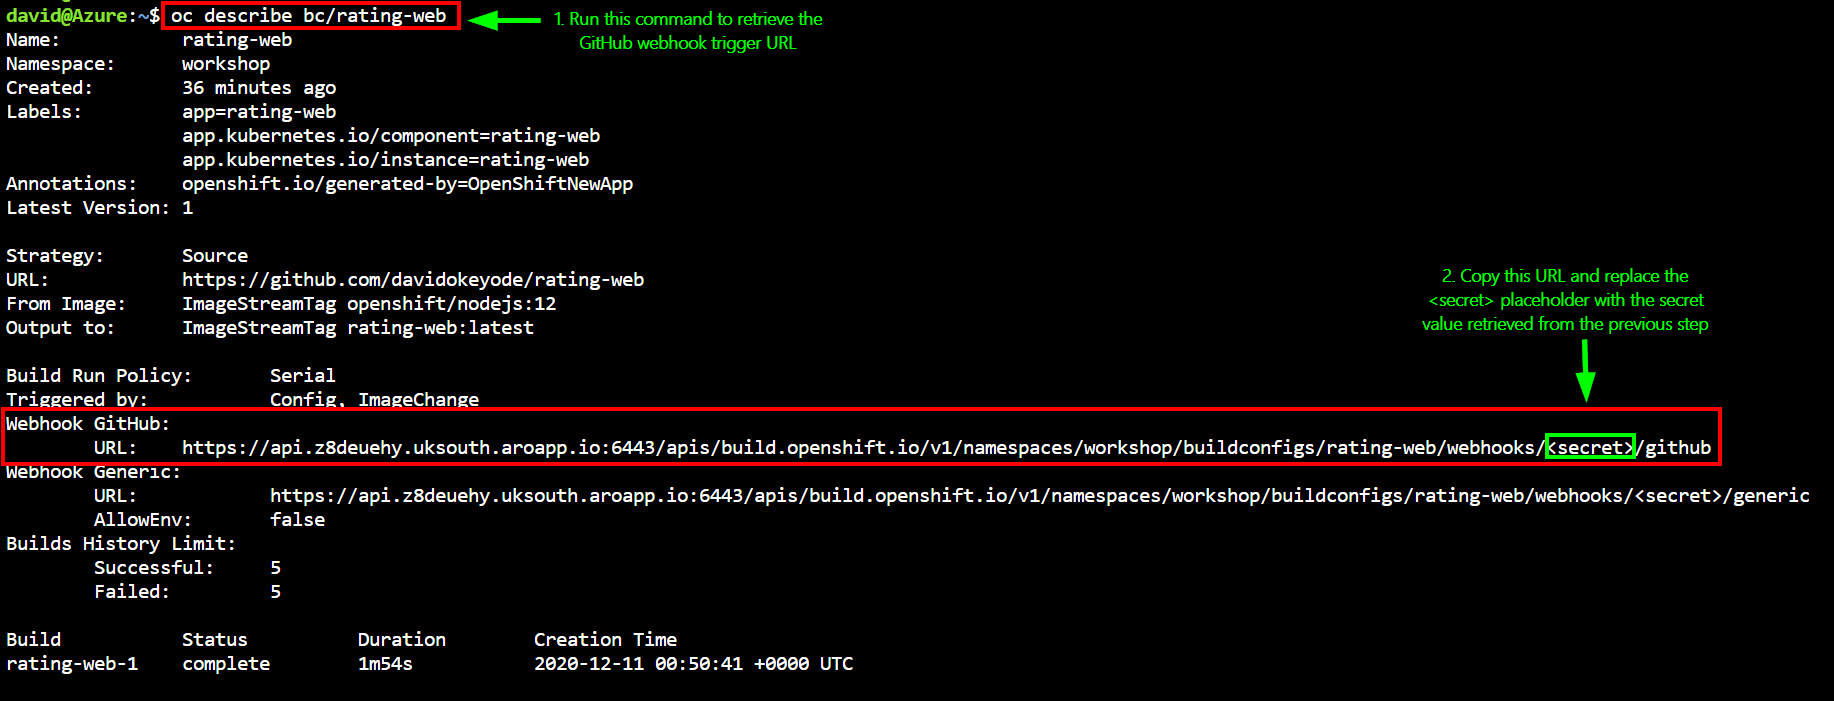 david@Azure:~$ oc describe bc/rating-web
1. Run this command to retrieve the
GitHub webhook trigger URL
Name: rating-web
Namespace: workshop
Created: 36 minutes ago
Labels: app=rating-web
app.kubernetes.io/component=rating-web
app.kubernetes.io/instance=rating-web
Annotations: openshift.io/generated-by=OpenShiftNewApp
Latest Version: 1
Strategy: Source
URL: https://github.com/davidokeyode/rating-web
From Image: ImageStreamTag openshift/nodejs:12
Output to: ImageStreamTag rating-web:latest
2. Copy this URL and replace the
<secret> placeholder with the secret
value retrieved from the previous step
Build Run Policy: Serial
Triggered by: Config, ImageChange
Webhook GitHub:
URL: https://api.z8deuehy.uksouth.aroapp.io:6443/apis/build.openshift.io/v1/namespaces/workshop/buildconfigs/rating-web/webhooks/<secret>/github
Webhook Generic:
URL: https://api.z8deuehy.uksouth.aroapp.io:6443/apis/build.openshift.io/v1/namespaces/workshop/buildconfigs/rating-web/webhooks/<secret>/generic
AllowEnv: false
Builds History Limit:
Successful: 5
Failed: 5
Build Status Duration Creation Time
rating-web-1 complete 1m54s 2020-12-11 00:50:41 +0000 UTC